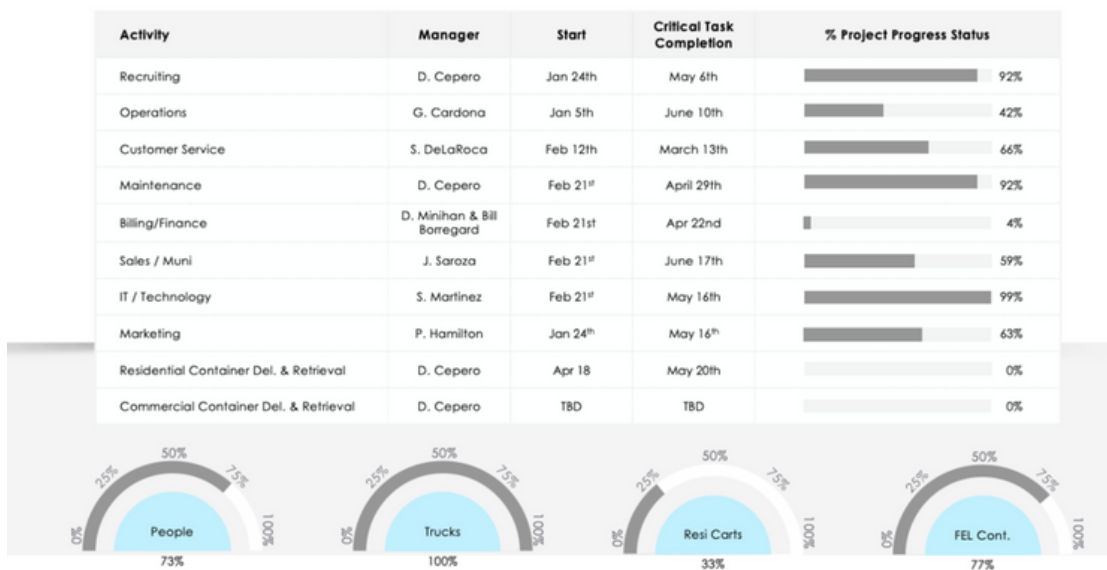 Activity Manager Start Critical Task Completion % Project Progress Status
Recruiting D. Cepero Jan 24th May 6th 92%
Operations G. Cardona Jan 5th June 10th 42%
Customer Service S. DeLaRoca Feb 12th March 13th 66%
Maintenance D. Cepero Feb 21st April 29th 92%
Billing/Finance D. Minihan & Bill Borregard Feb 21st Apr 22nd 4%
Sales / Muni J. Saroza Feb 21st June 17th 59%
IT / Technology S. Martinez Feb 21st May 16th 99%
Marketing P. Hamilton Jan 24th May 16th 63%
Residential Container Del. & Retrieval D. Cepero Apr 18 May 20th 0%
Commercial Container Del. & Retrieval D. Cepero TBD TBD 0%
0% 25% 50% 75% 100%
People
73%
0% 25% 50% 75% 100%
Trucks
100%
0% 25% 50% 75% 100%
Resi Carts
33%
0% 25% 50% 75% 100%
FEL Cont.
77%